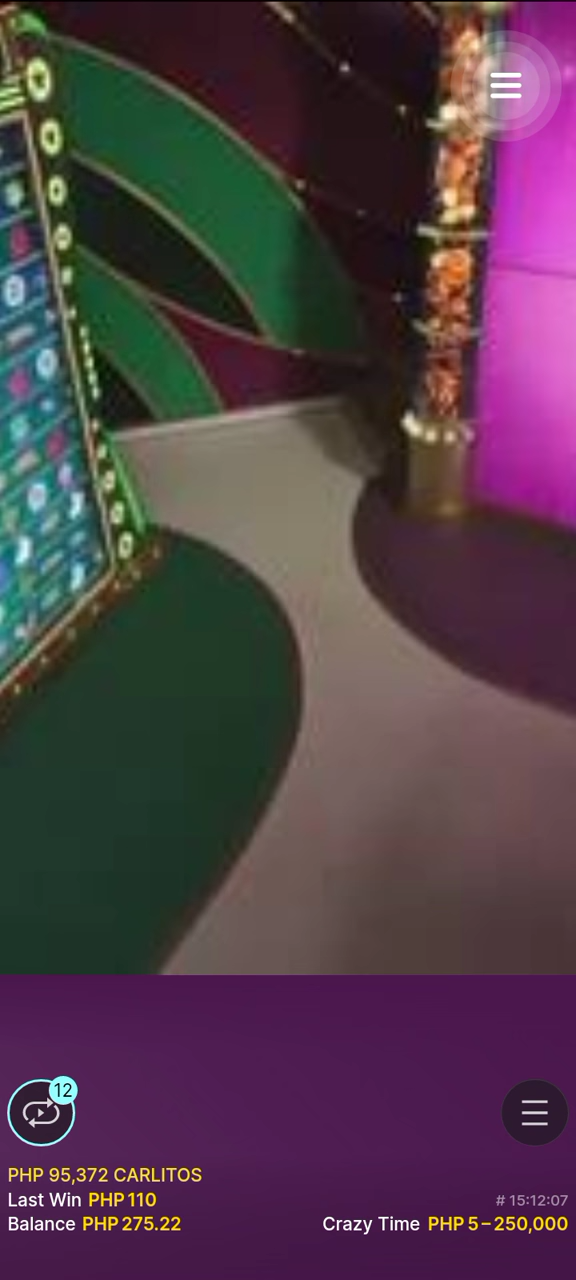 12
PHP 95,372 CARLITOS
Last Win PHP 110
# 15:12:07
Balance PHP 275.22
Crazy Time PHP 5–250,000